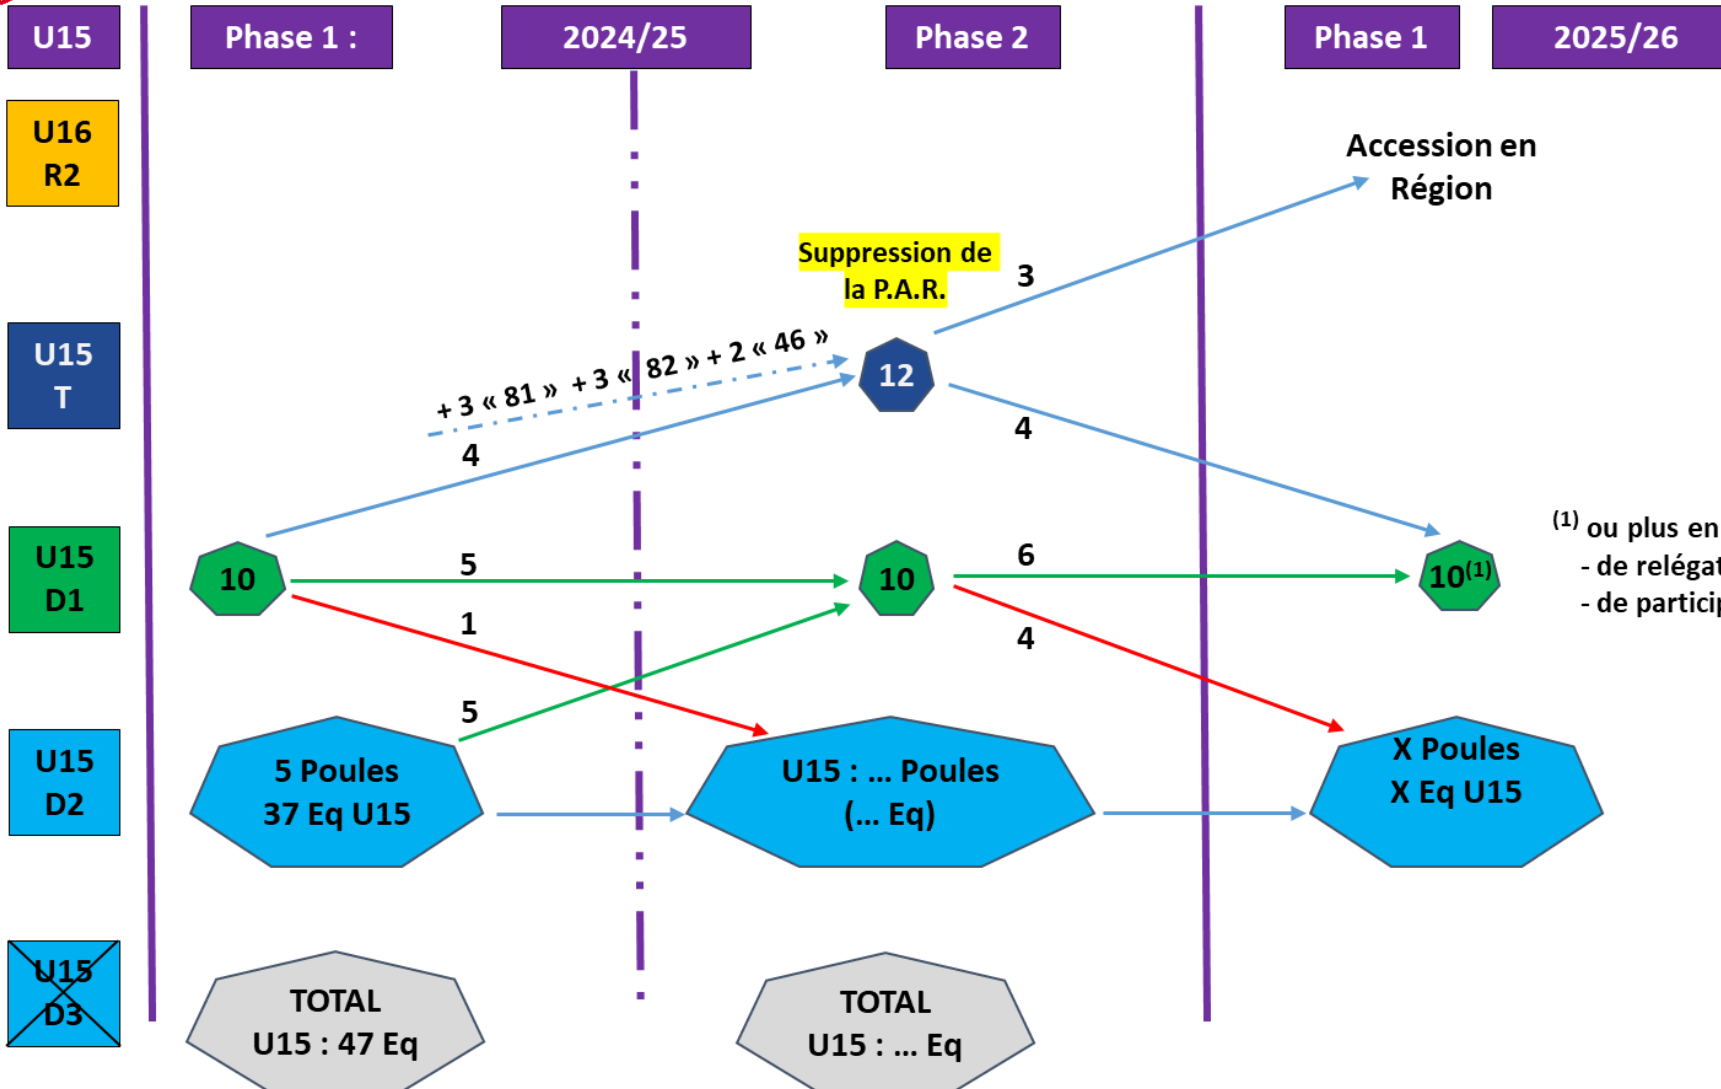 U15
Phase 1 :
2024/25
Phase 2
Phase 1
2025/26
U16
R2
Accession en
Région
Suppression de
la P.A.R.
3
U15
T
+ 3 « 81 » + 3 « 82 » + 2 « 46 »
12
4
4
U15
D1
10
5
1
5
10
6
4
10(1)
(1) ou plus en
- de relégat
- de particip
U15
D2
5 Poules
37 Eq U15
U15 : ... Poules
(... Eq)
X Poules
X Eq U15
U15
D3
TOTAL
U15 : 47 Eq
TOTAL
U15 : ... Eq